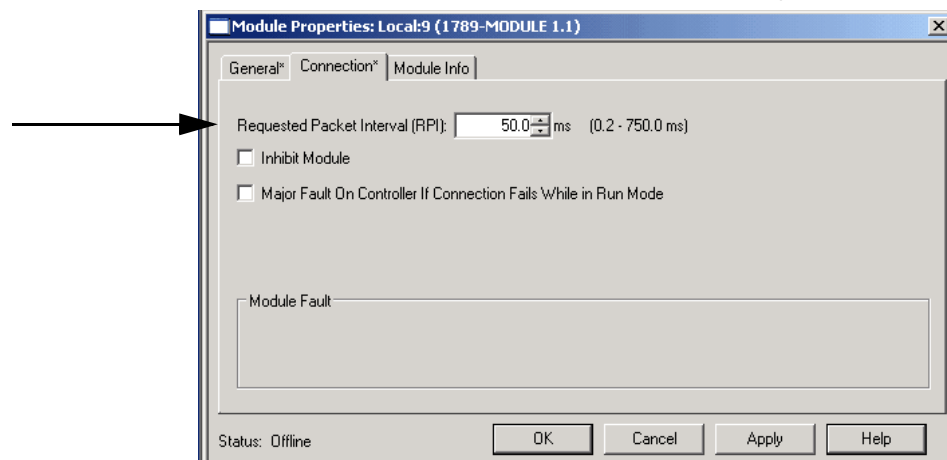 Module Properties: Local:9 (1789-MODULE 1.1)
General* Connection* Module Info
Requested Packet Interval (RPI): 50.0 ms (0.2 - 750.0 ms)
Inhibit Module
Major Fault On Controller If Connection Fails While in Run Mode
Module Fault
Status: Offline OK Cancel Apply Help